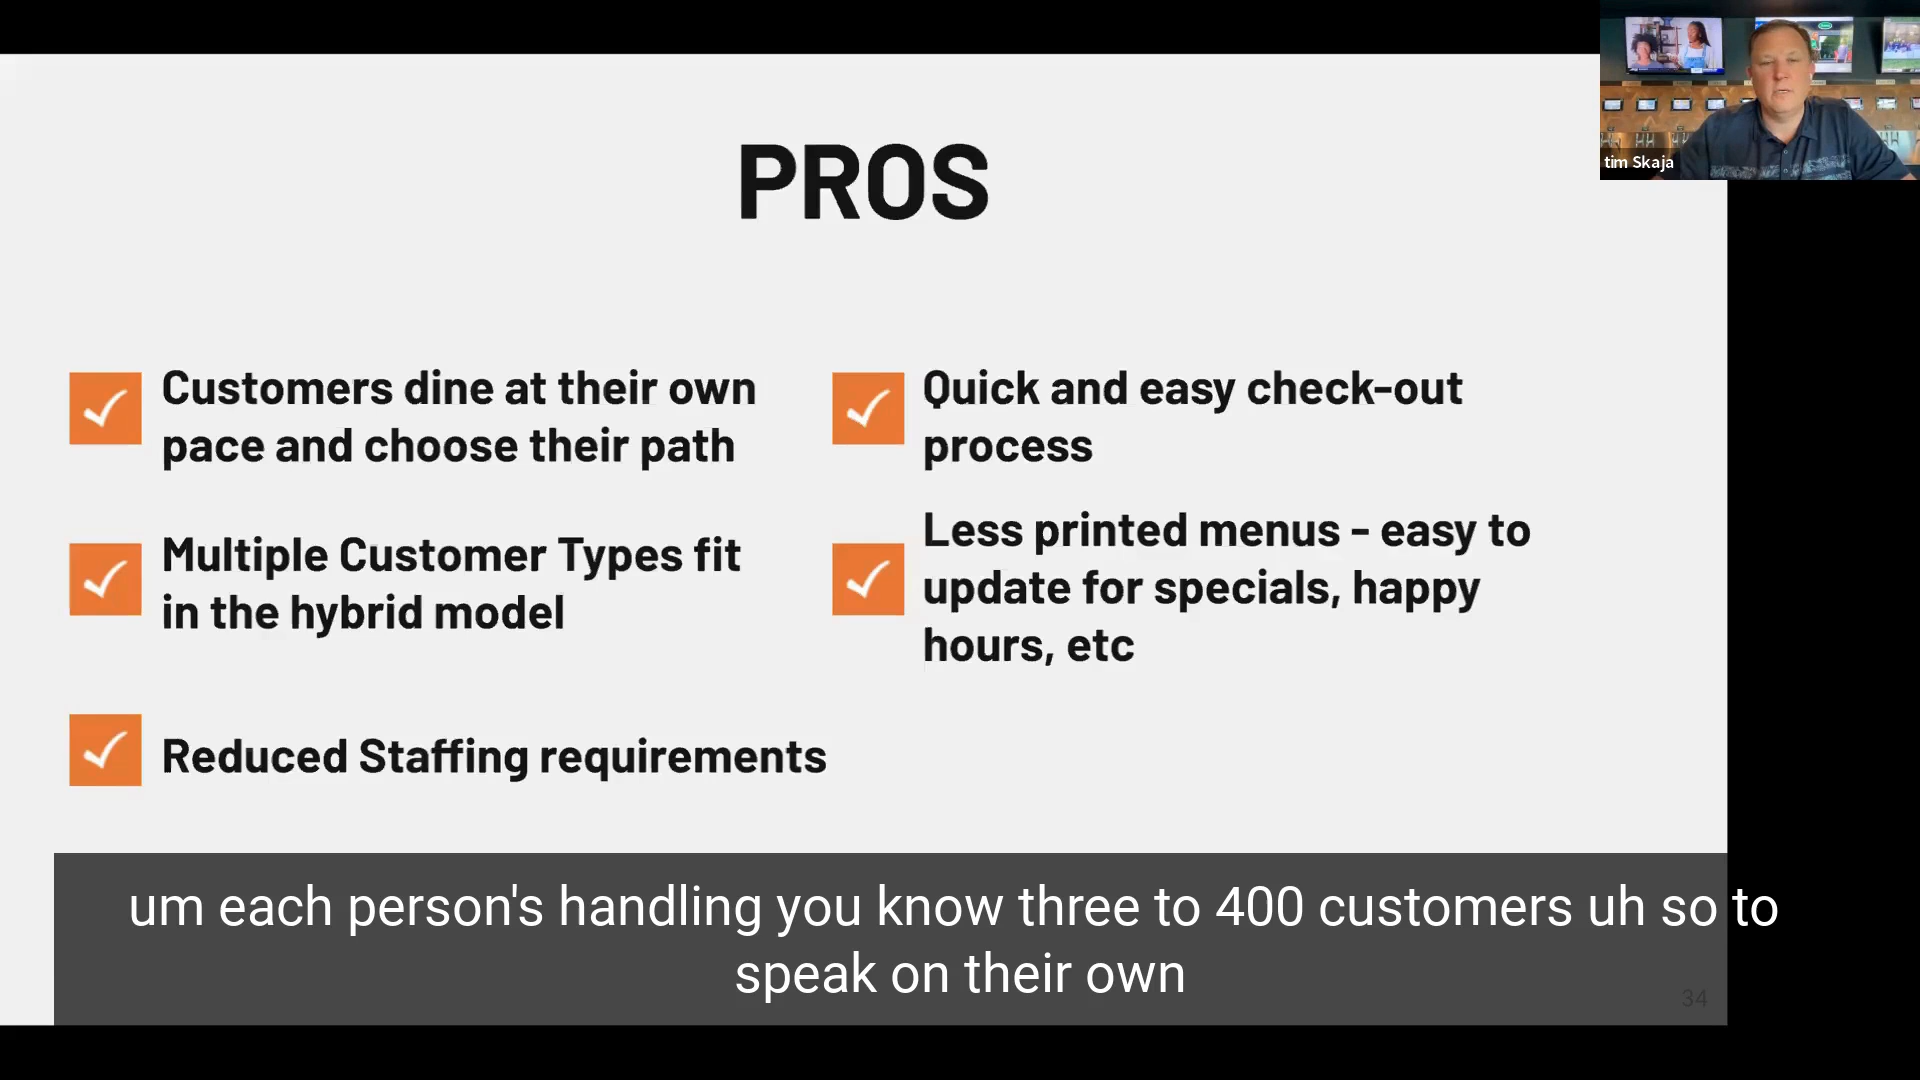 tim Skaja
PROS
Customers dine at their own
pace and choose their path
Multiple Customer Types fit
in the hybrid model
Reduced Staffing requirements
Quick and easy check-out
process
Less printed menus - easy to
update for specials, happy
hours, etc
um each person's handling you know three to 400 customers uh so to
speak on their own
34